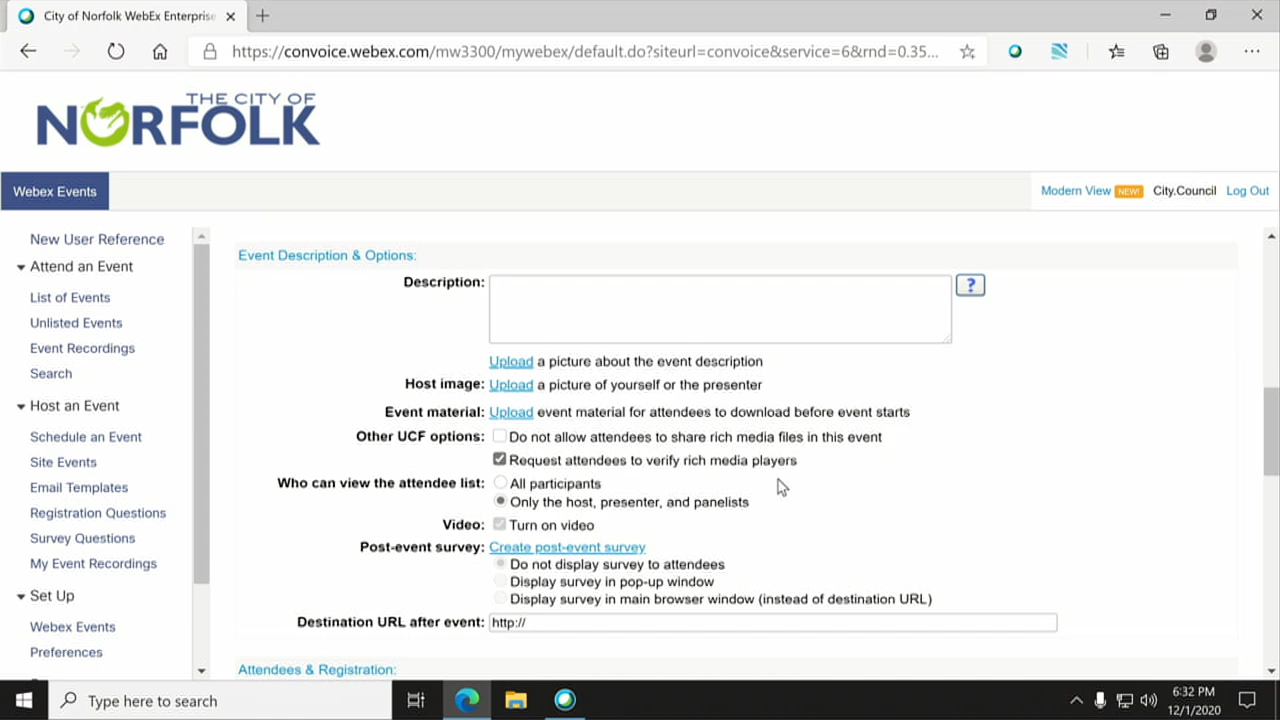 City of Norfolk WebEx Enterprise
https://convoice.webex.com/mw3300/mywebex/default.do?siteurl=convoice&service=6&rnd=0.35...
THE CITY OF
NORFOLK
Webex Events
Modern View NEW! City.Council Log Out
New User Reference
Attend an Event
List of Events
Unlisted Events
Event Recordings
Search
Host an Event
Schedule an Event
Site Events
Email Templates
Registration Questions
Survey Questions
My Event Recordings
Set Up
Webex Events
Preferences
Event Description & Options:
Description: ?
Upload a picture about the event description
Host image: Upload a picture of yourself or the presenter
Event material: Upload event material for attendees to download before event starts
Other UCF options: Do not allow attendees to share rich media files in this event
Request attendees to verify rich media players
Who can view the attendee list: All participants
Only the host, presenter, and panelists
Video: Turn on video
Post-event survey: Create post-event survey
Do not display survey to attendees
Display survey in pop-up window
Display survey in main browser window (instead of destination URL)
Destination URL after event: http://
Attendees & Registration:
Type here to search
6:32 PM
12/1/2020